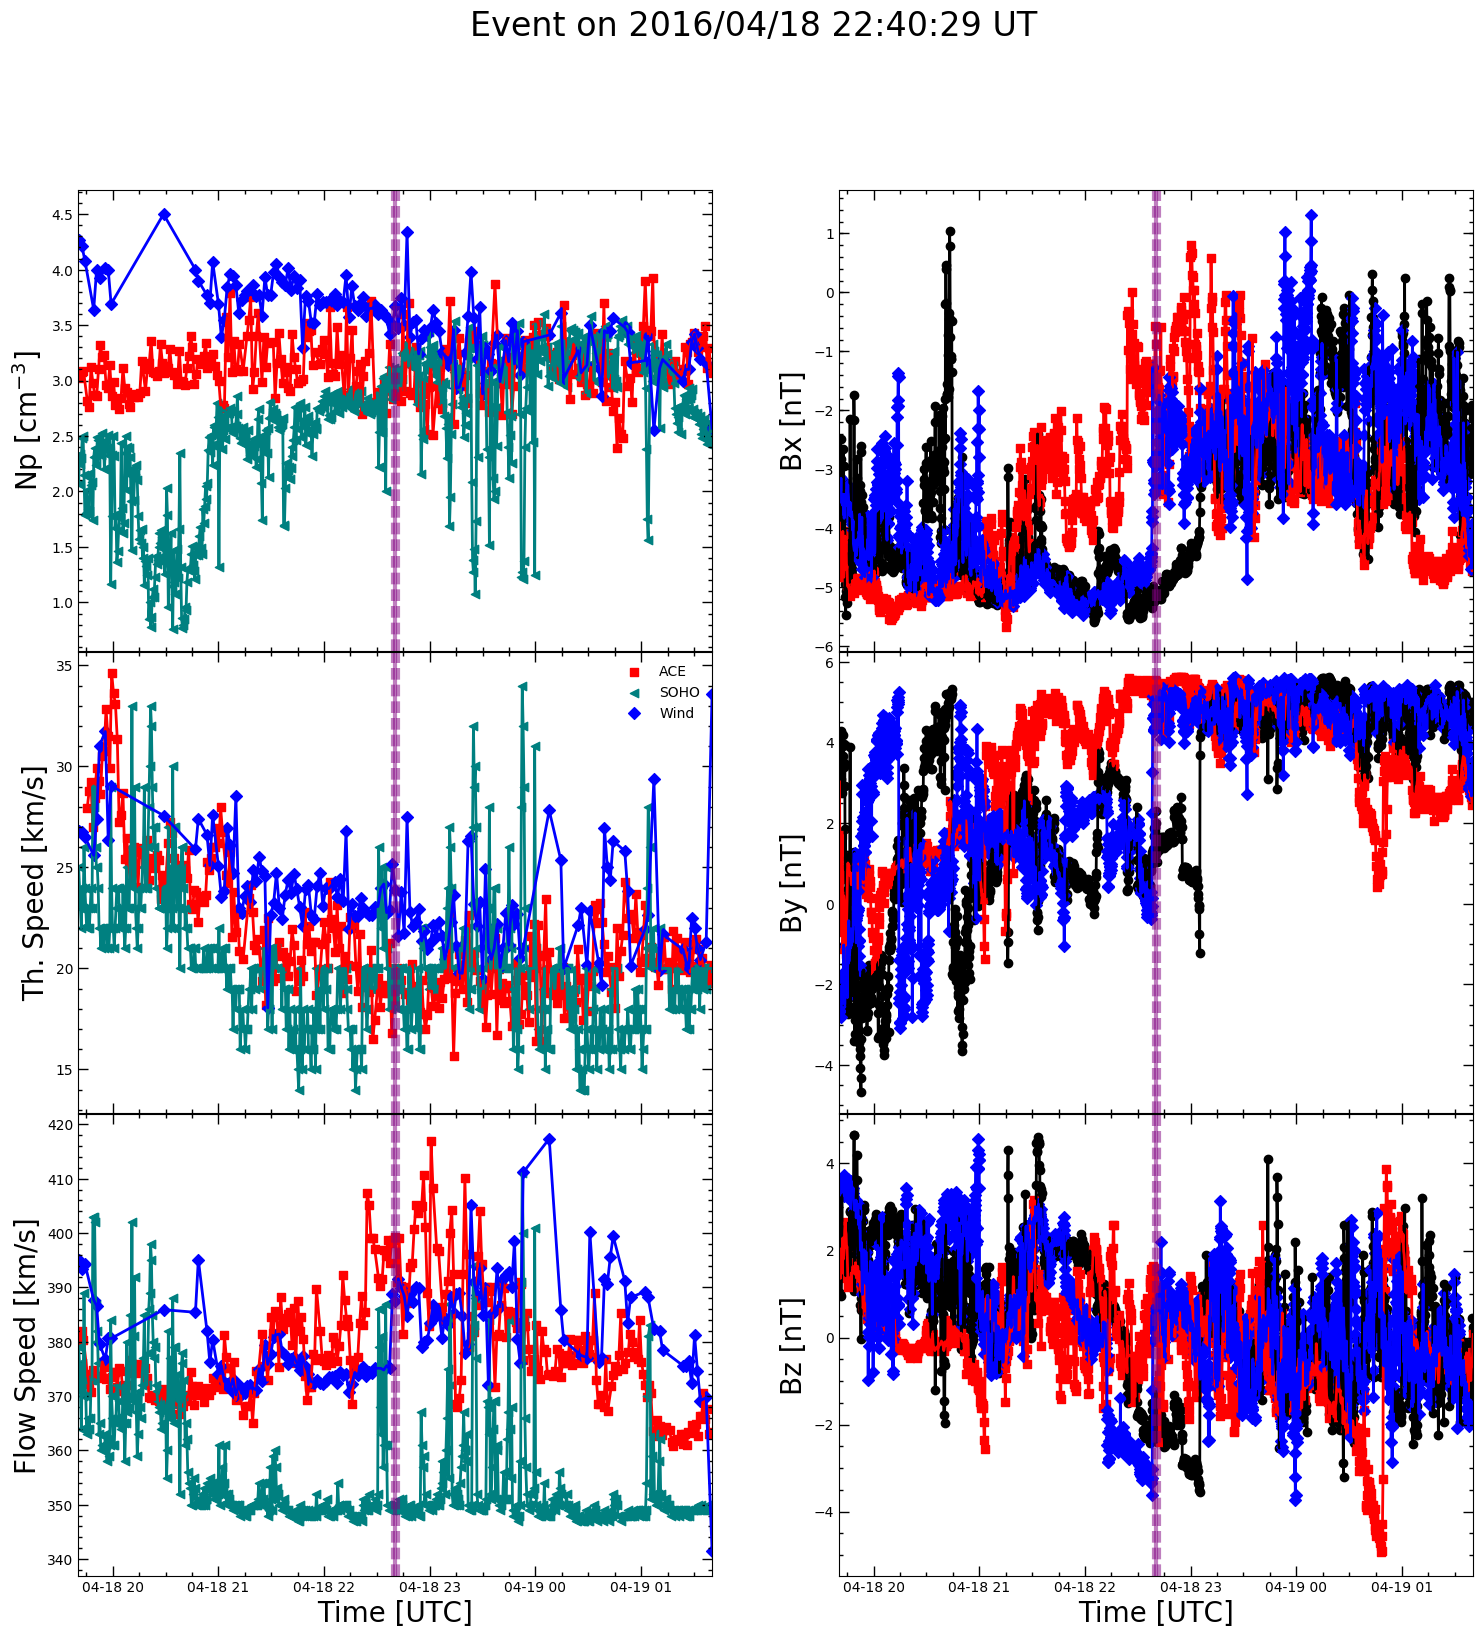 Event on 2016/04/18 22:40:29 UT
Np [cm⁻³]
4.5
4.0
3.5
3.0
2.5
2.0
1.5
1.0
Bx [nT]
1
0
−1
−2
−3
−4
−5
−6
Th. Speed [km/s]
35
30
25
20
15
ACE
SOHO
Wind
By [nT]
6
4
2
0
−2
−4
Flow Speed [km/s]
420
410
400
390
380
370
360
350
340
Bz [nT]
4
2
0
−2
−4
04-18 20 04-18 21 04-18 22 04-18 23 04-19 00 04-19 01
Time [UTC]
04-18 20 04-18 21 04-18 22 04-18 23 04-19 00 04-19 01
Time [UTC]